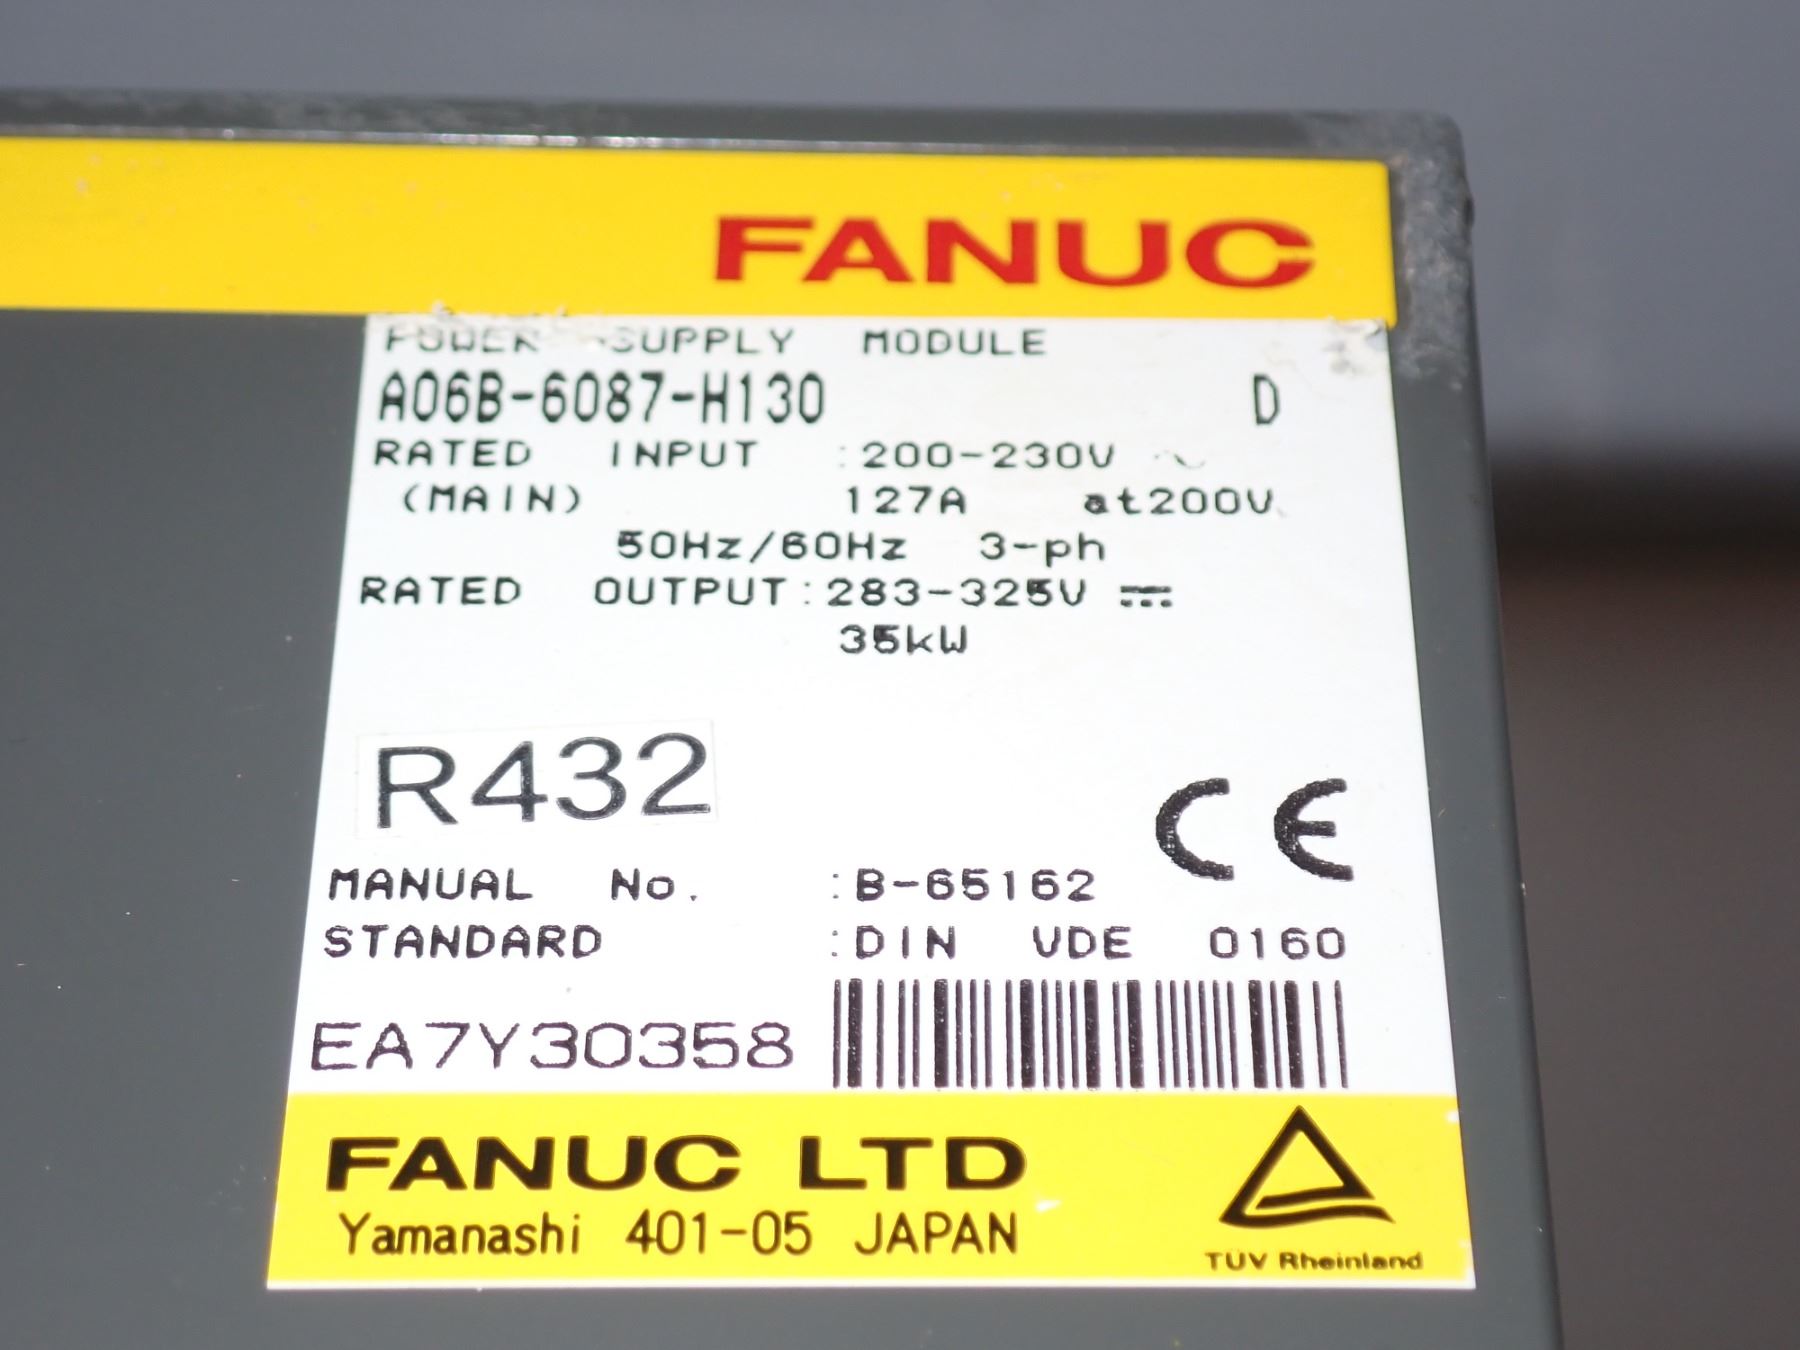 FANUC
POWER SUPPLY MODULE
A06B-6087-H130 D
RATED INPUT :200-230V ~
(MAIN) 127A at200V
50Hz/60Hz 3-ph
RATED OUTPUT:283-325V ⎓
35kW
R432
CE
MANUAL No. :B-65162
STANDARD :DIN VDE 0160
EA7Y30358
FANUC LTD
Yamanashi 401-05 JAPAN
TÜV Rheinland